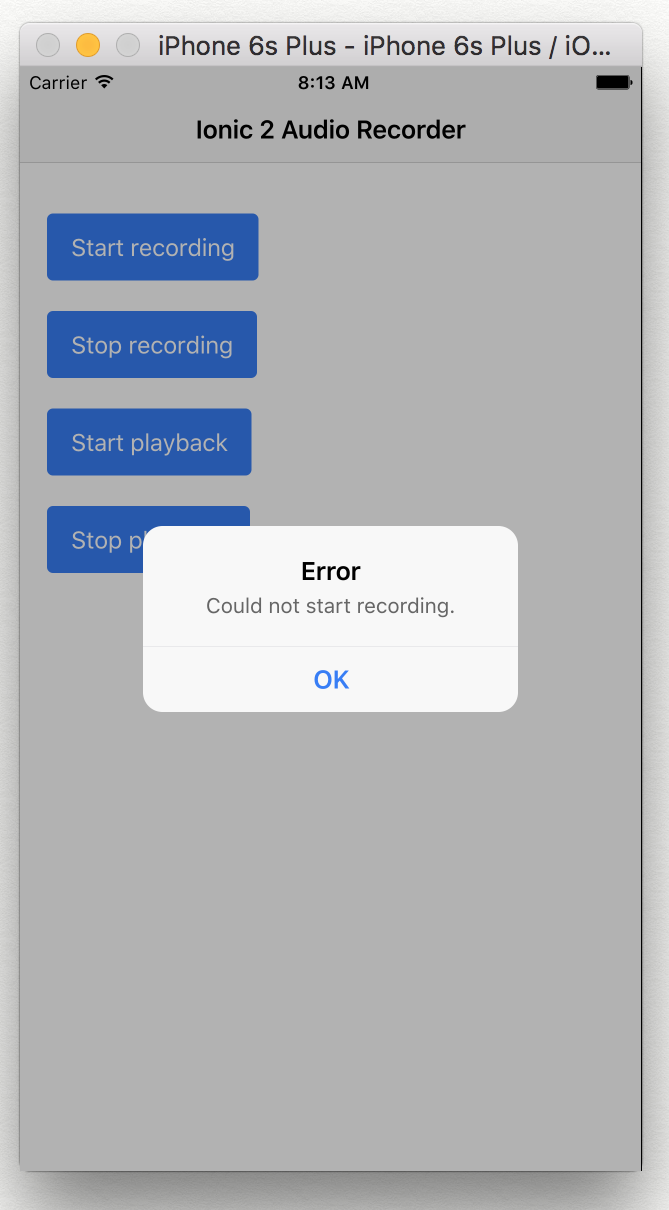 iPhone 6s Plus - iPhone 6s Plus / iO...
Carrier 8:13 AM
Ionic 2 Audio Recorder
Start recording
Stop recording
Start playback
Stop pl
Error
Could not start recording.
OK